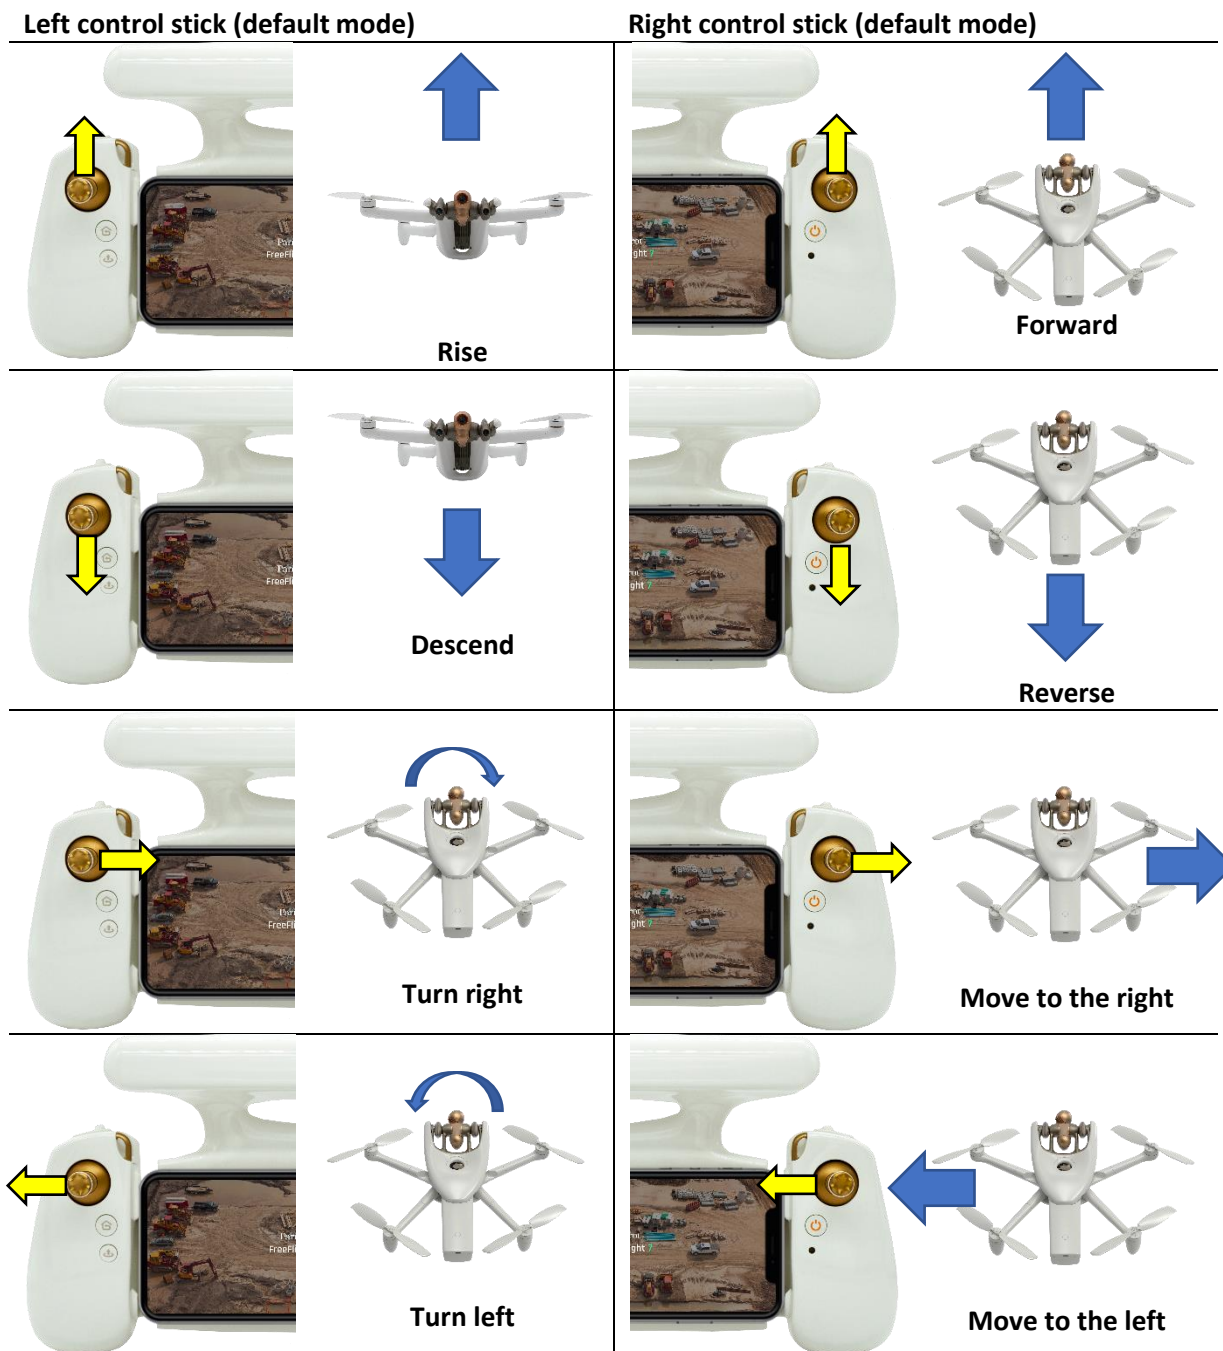 Left control stick (default mode)
Right control stick (default mode)
Rise
Forward
Descend
Reverse
Turn right
Move to the right
Turn left
Move to the left